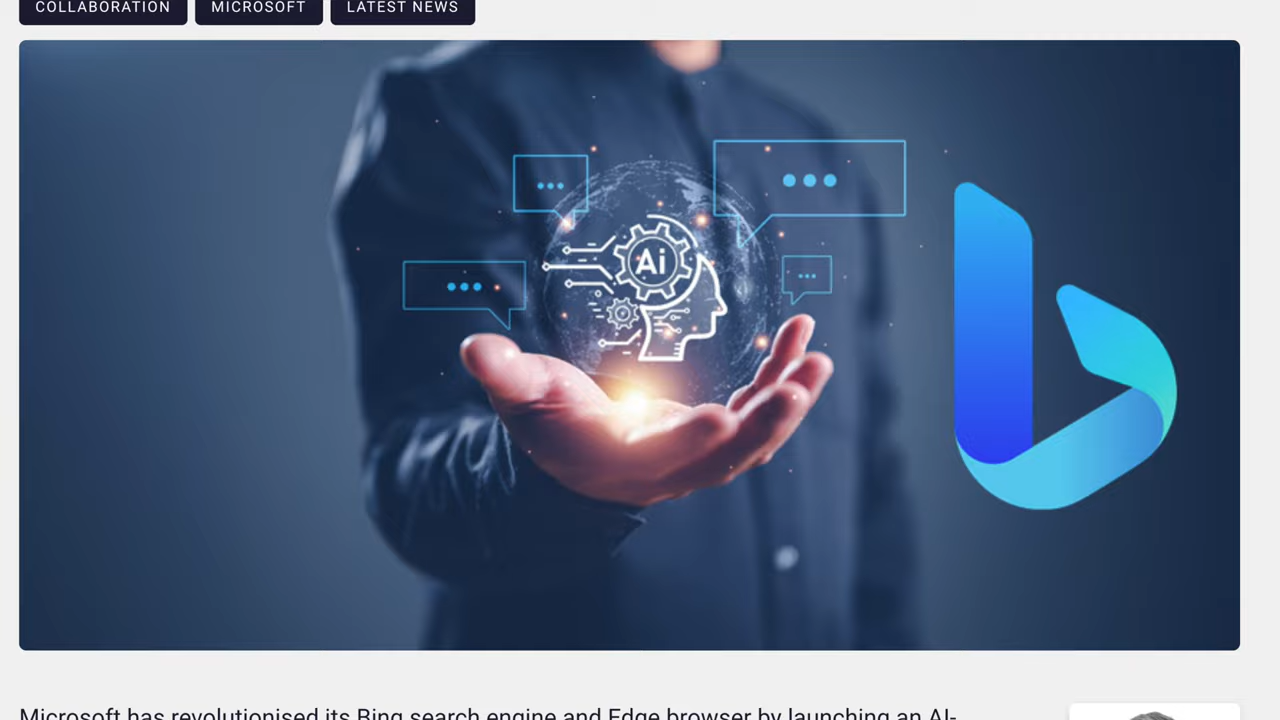 COLLABORATION
MICROSOFT
LATEST NEWS
Ai
Microsoft has revolutionised its Bing search engine and Edge browser by launching an AI-